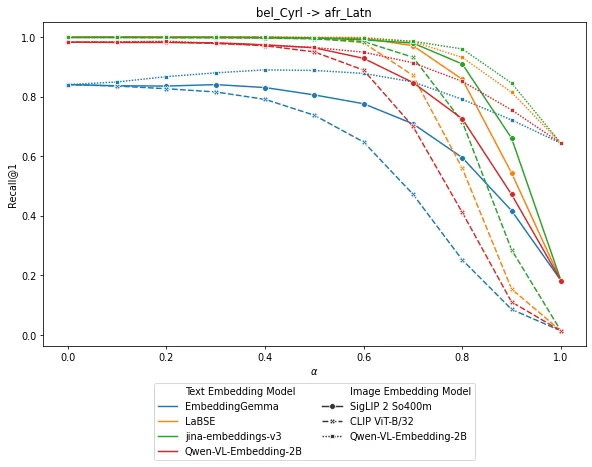 bel_Cyrl -> afr_Latn
Recall@1
1.0
0.8
0.6
0.4
0.2
0.0
0.0 0.2 0.4 0.6 0.8 1.0
α
Text Embedding Model
EmbeddingGemma
LaBSE
jina-embeddings-v3
Qwen-VL-Embedding-2B
Image Embedding Model
SigLIP 2 So400m
CLIP ViT-B/32
Qwen-VL-Embedding-2B